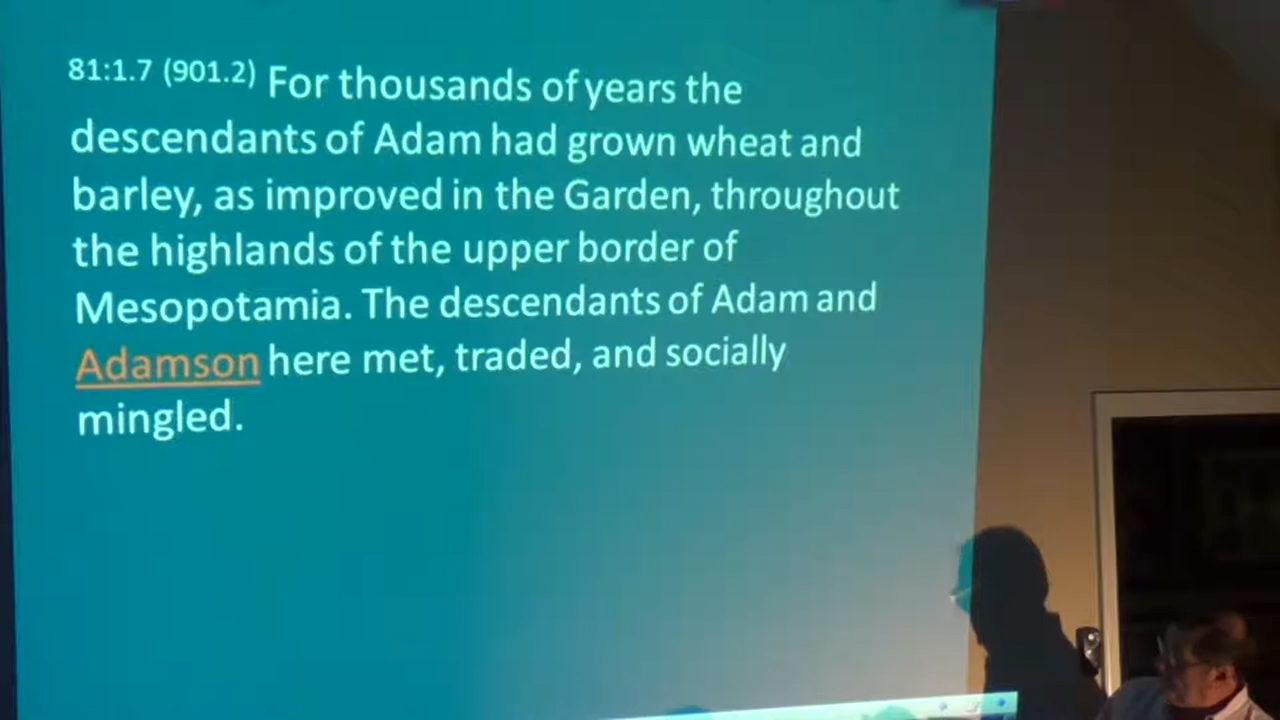 81:1.7 (901.2) For thousands of years the
descendants of Adam had grown wheat and
barley, as improved in the Garden, throughout
the highlands of the upper border of
Mesopotamia. The descendants of Adam and
Adamson here met, traded, and socially
mingled.